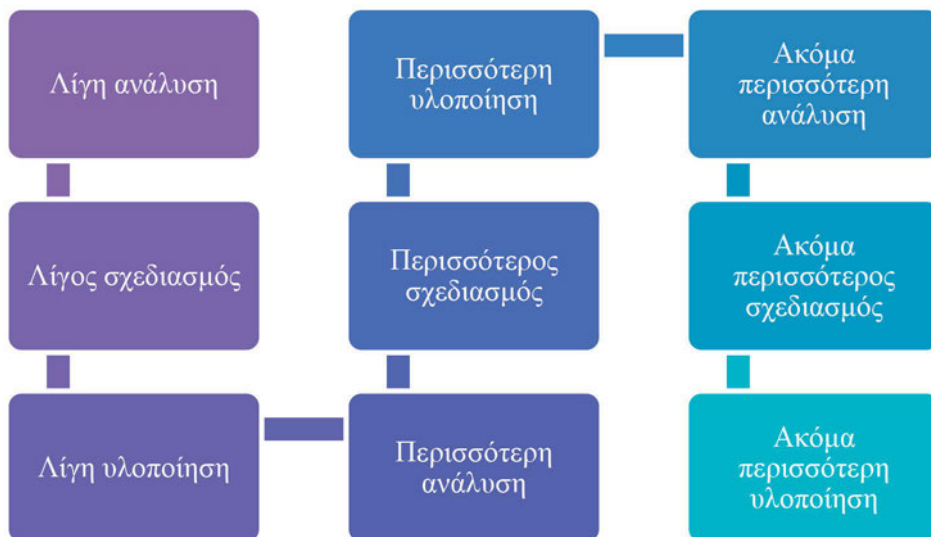 Λίγη ανάλυση
Λίγος σχεδιασμός
Λίγη υλοποίηση
Περισσότερη
ανάλυση
Περισσότερος
σχεδιασμός
Περισσότερη
υλοποίηση
Ακόμα
περισσότερη
ανάλυση
Ακόμα
περισσότερος
σχεδιασμός
Ακόμα
περισσότερη
υλοποίηση